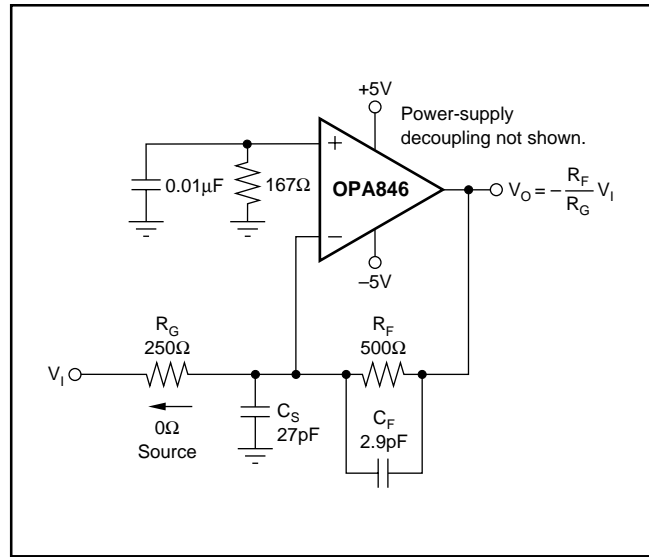 +5V
Power-supply
decoupling not shown.
+
0.01µF
167Ω
OPA846
V_O = – R_F/R_G V_I
–
–5V
R_G
250Ω
R_F
500Ω
V_I
0Ω
Source
C_S
27pF
C_F
2.9pF